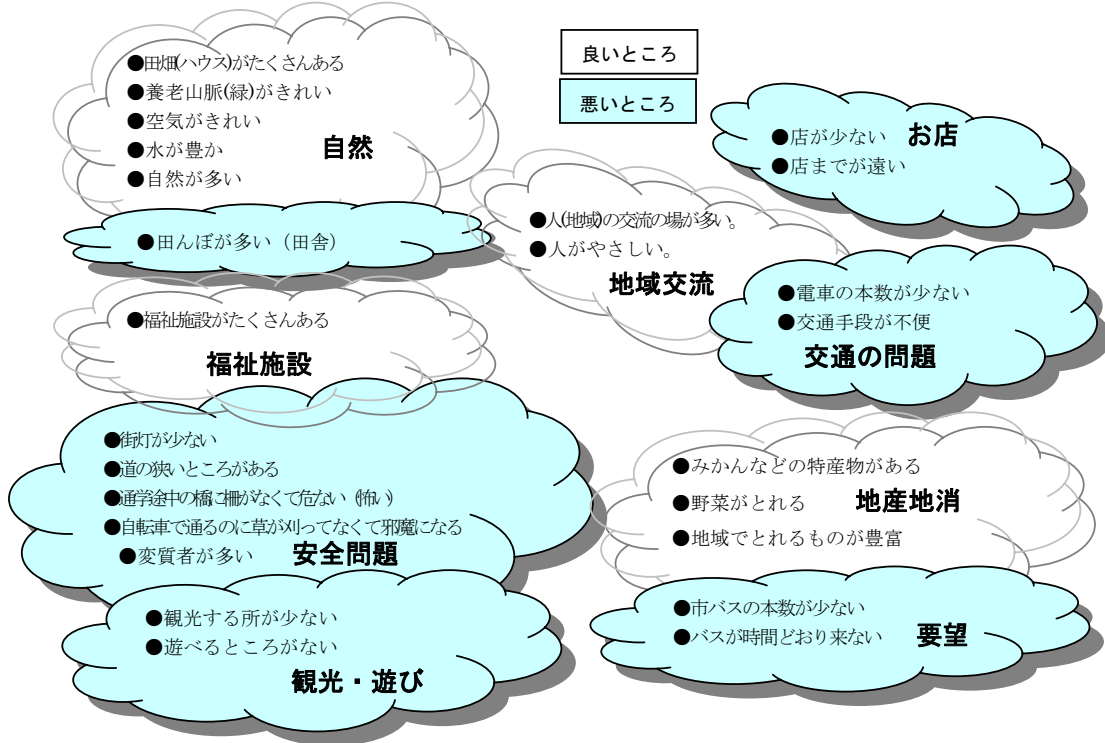 ●田畑(ハウス)がたくさんある
●養老山脈(緑)がきれい
●空気がきれい
●水が豊か
●自然が多い
自然
●田んぼが多い（田舎）
良いところ
悪いところ
●店が少ない
●店までが遠い
お店
●人(地域)の交流の場が多い。
●人がやさしい。
地域交流
●電車の本数が少ない
●交通手段が不便
交通の問題
●福祉施設がたくさんある
福祉施設
●街灯が少ない
●道の狭いところがある
●通学途中の橋に柵がなくて危ない（怖い）
●自転車で通るのに草が刈ってなくて邪魔になる
●変質者が多い
安全問題
●みかんなどの特産物がある
●野菜がとれる
●地域でとれるものが豊富
地産地消
●観光する所が少ない
●遊べるところがない
観光・遊び
●市バスの本数が少ない
●バスが時間どおり来ない
要望